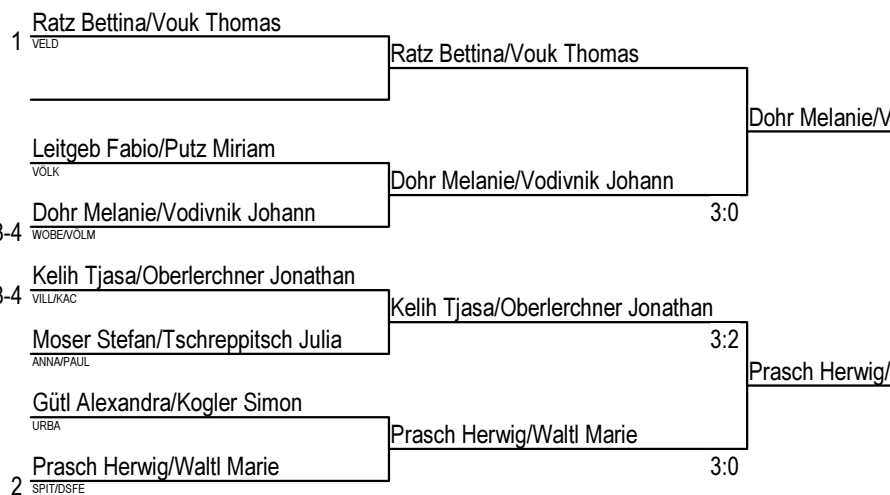 Ratz Bettina/Vouk Thomas
1
VELD
Ratz Bettina/Vouk Thomas
Dohr Melanie/V
Leitgeb Fabio/Putz Miriam
VÖLK
Dohr Melanie/Vodivnik Johann
3:0
Dohr Melanie/Vodivnik Johann
3-4
WOBE/VÖLM
Kelih Tjasa/Oberlerchner Jonathan
3-4
VILL/KAC
Kelih Tjasa/Oberlerchner Jonathan
3:2
Moser Stefan/Tschreppitsch Julia
ANNA/PAUL
Prasch Herwig/
Gütl Alexandra/Kogler Simon
URBA
Prasch Herwig/Waltl Marie
3:0
Prasch Herwig/Waltl Marie
2
SPIT/DSFE